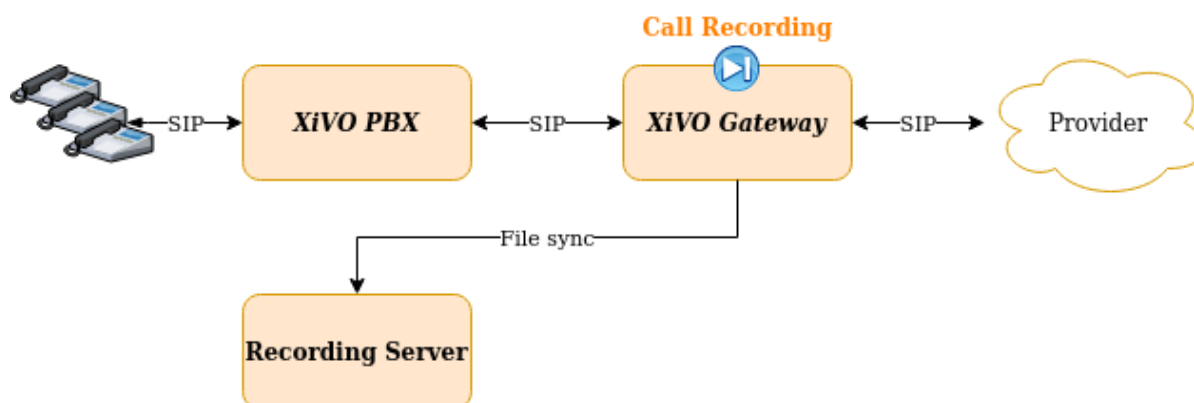 Call Recording
SIP
XiVO PBX
SIP
XiVO Gateway
SIP
Provider
File sync
Recording Server